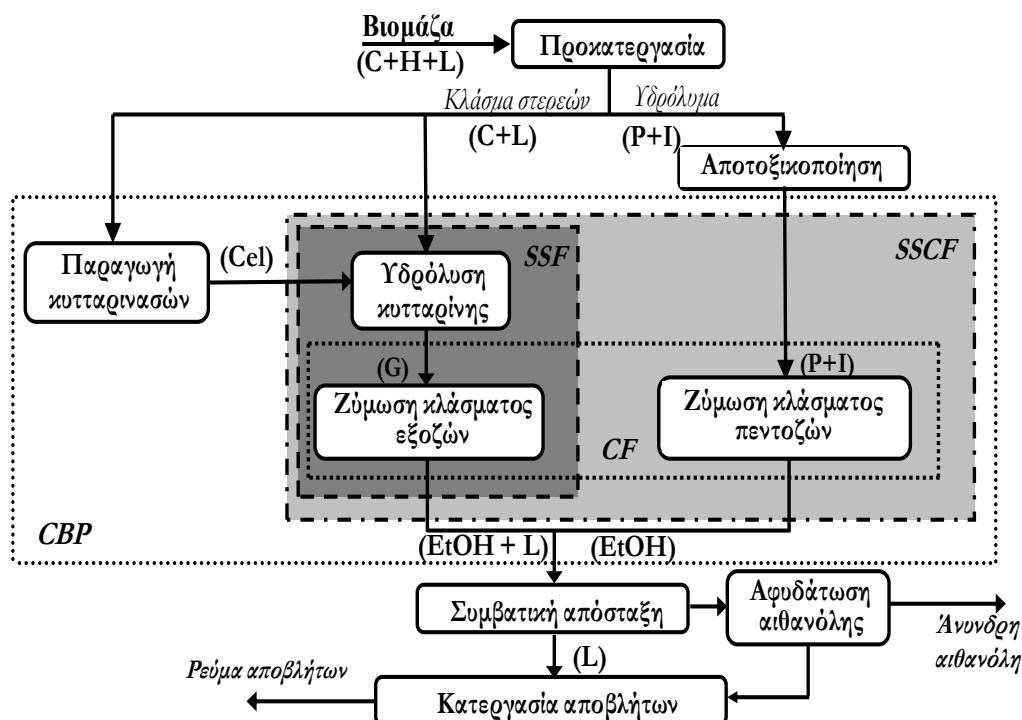 Βιομάζα
(C+H+L)
Προκατεργασία
Κλάσμα στερεών
Υδρόλυμα
(C+L)
(P+I)
Αποτοξικοποίηση
Παραγωγή
κυτταρινασών
(Cel)
Υδρόλυση
κυτταρίνης
SSF
SSCF
(G)
(P+I)
Ζύμωση κλάσματος
εξοζών
Ζύμωση κλάσματος
πεντοζών
CF
CBP
(EtOH + L)
(EtOH)
Συμβατική απόσταξη
Αφυδάτωση
αιθανόλης
Άνυνδρη
αιθανόλη
(L)
Ρεύμα αποβλήτων
Κατεργασία αποβλήτων